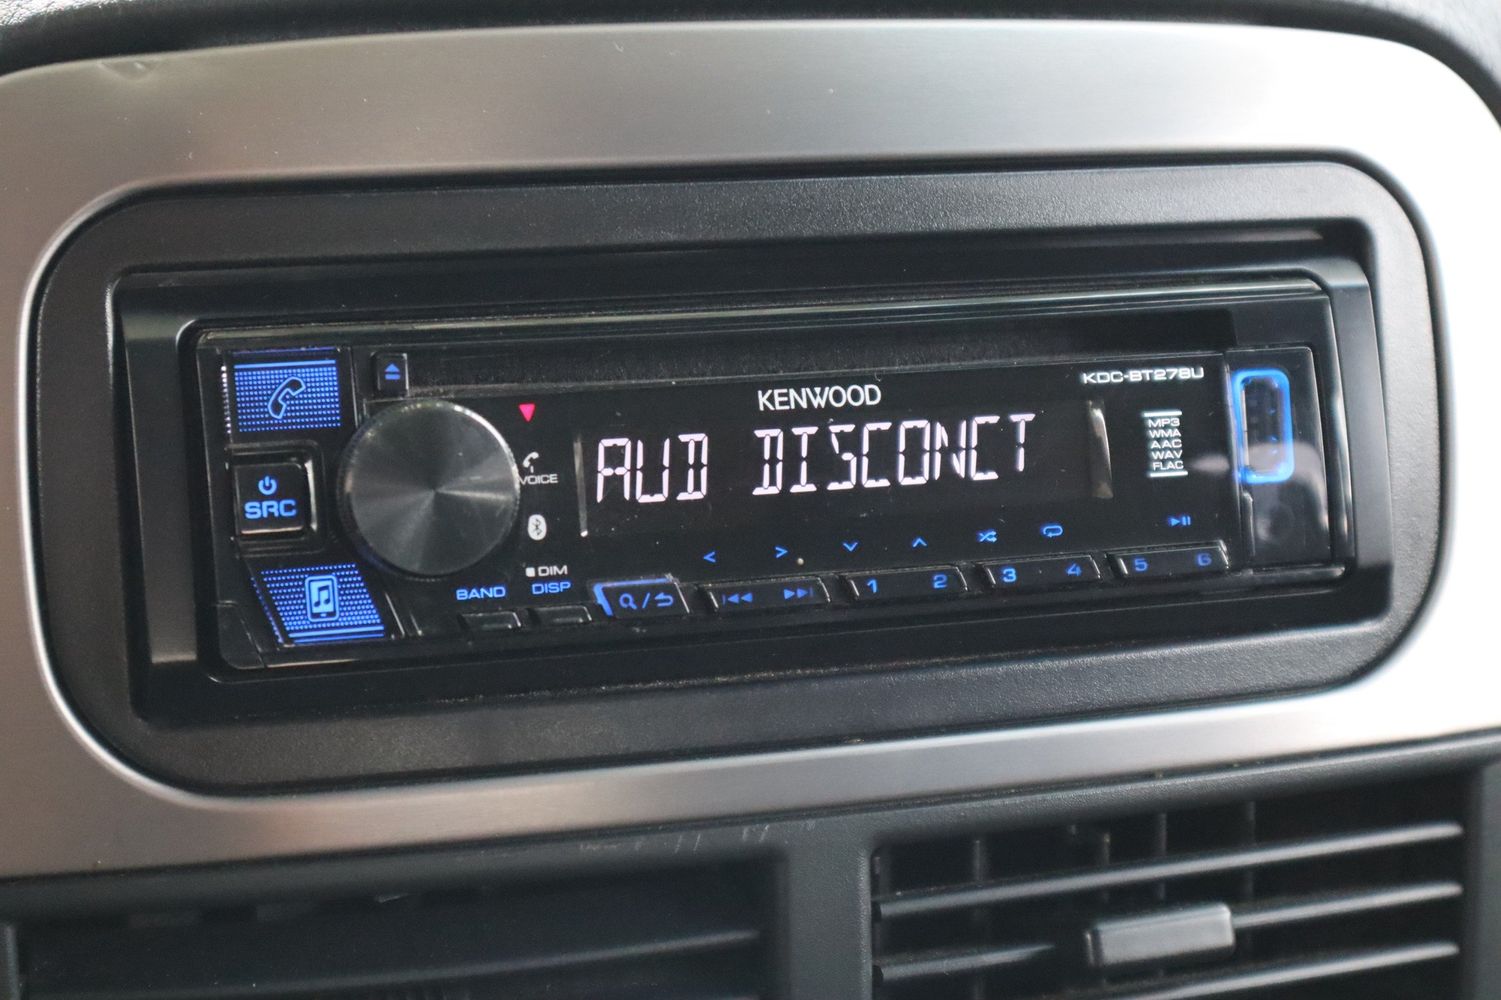 KENWOOD
KDC-BT278U
AUD DISCONCT
VOICE
MP3
WMA
AAC
WAV
FLAC
SRC
DIM
BAND DISP
1 2 3 4 5 6